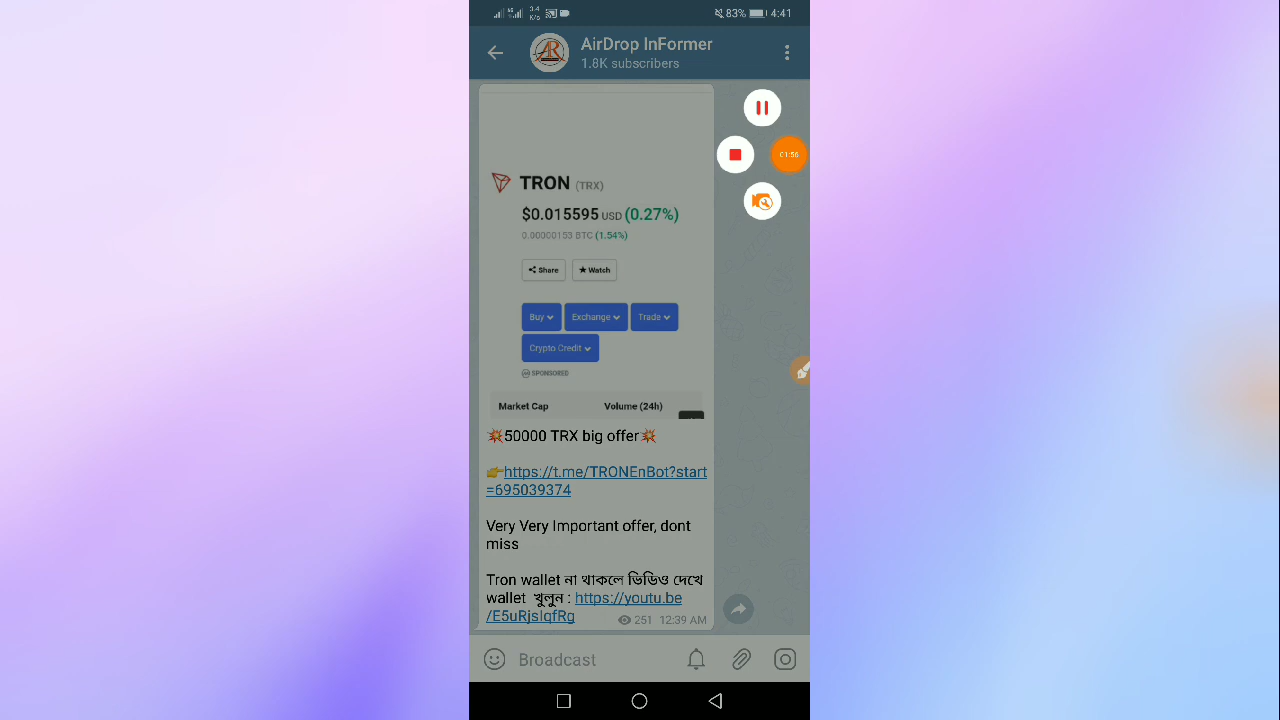 0.4
K/s
83% 4:41
AirDrop InFormer
1.8K subscribers
01:56
TRON (TRX)
$0.015595 USD (0.27%)
0.00000153 BTC (1.54%)
Share Watch
Buy Exchange Trade
Crypto Credit
SPONSORED
Market Cap Volume (24h)
💥50000 TRX big offer💥
👉https://t.me/TRONEnBot?start
=695039374
Very Very Important offer, dont
miss
Tron wallet না থাকলে ভিডিও দেখে
wallet খুলুন : https://youtu.be
/E5uRjsIqfRg
251 12:39 AM
Broadcast